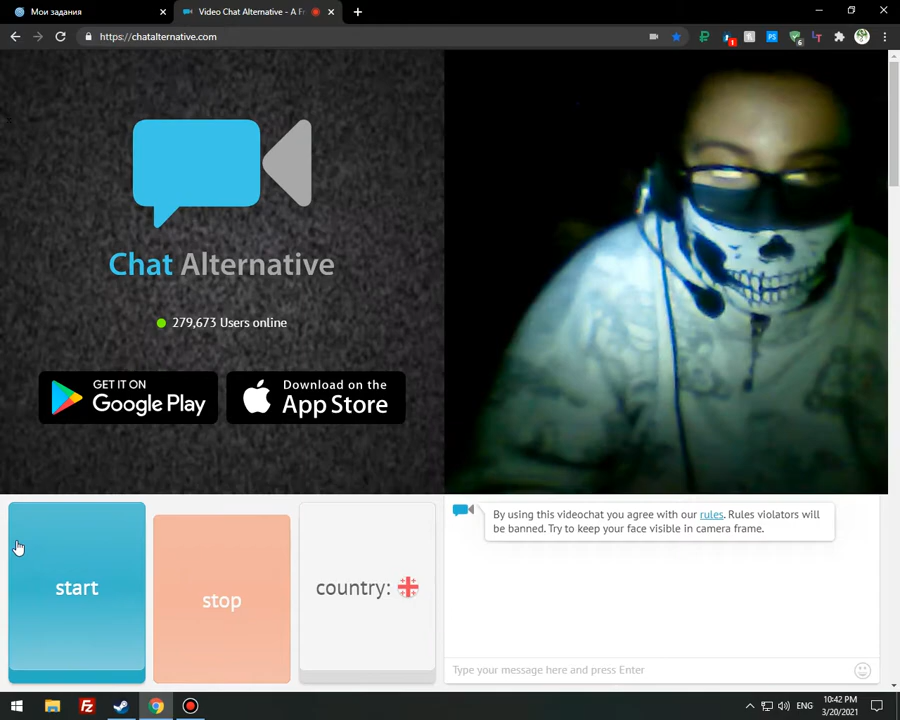 Мои задания
Video Chat Alternative - A F
https://chatalternative.com
1
6
Chat Alternative
279,673 Users online
GET IT ON
Google Play
Download on the
App Store
start
stop
country:
By using this videochat you agree with our rules. Rules violators will
be banned. Try to keep your face visible in camera frame.
Type your message here and press Enter
ENG
10:42 PM
3/20/2021